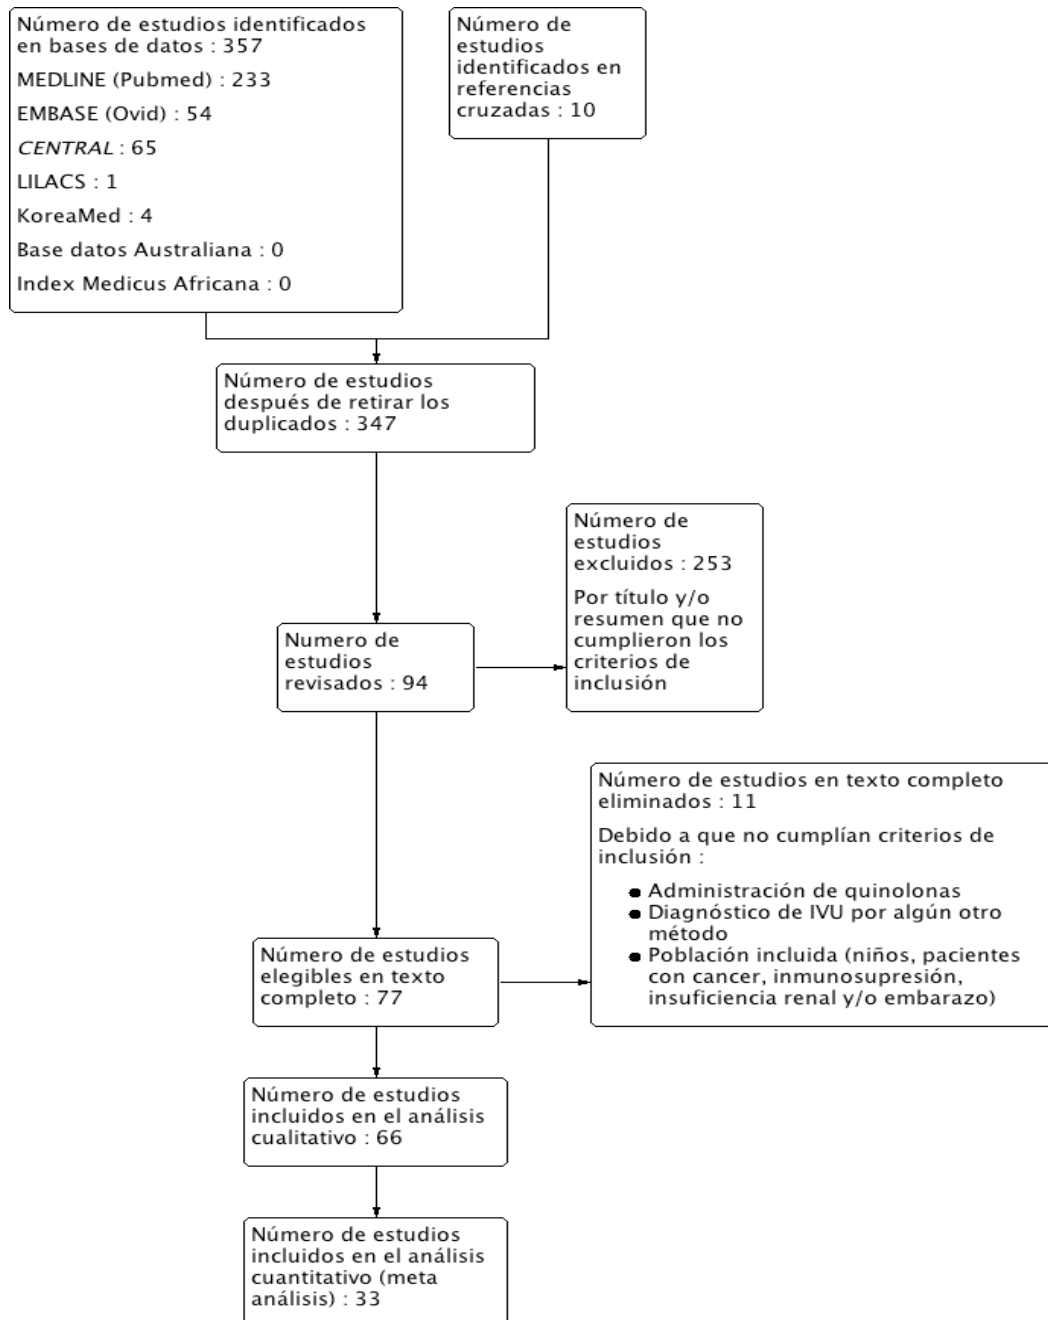 Número de estudios identificados
en bases de datos : 357
MEDLINE (Pubmed) : 233
EMBASE (Ovid) : 54
CENTRAL : 65
LILACS : 1
KoreaMed : 4
Base datos Australiana : 0
Index Medicus Africana : 0
Número de
estudios
identificados en
referencias
cruzadas : 10
Número de estudios
después de retirar los
duplicados : 347
Número de
estudios
excluidos : 253
Por título y/o
resumen que no
cumplieron los
criterios de
inclusión
Numero de
estudios
revisados : 94
Número de estudios en texto completo
eliminados : 11
Debido a que no cumplían criterios de
inclusión :
● Administración de quinolonas
● Diagnóstico de IVU por algún otro
método
● Población incluida (niños, pacientes
con cancer, inmunosupresión,
insuficiencia renal y/o embarazo)
Número de estudios
elegibles en texto
completo : 77
Número de estudios
incluidos en el análisis
cualitativo : 66
Número de estudios
incluidos en el análisis
cuantitativo (meta
análisis) : 33